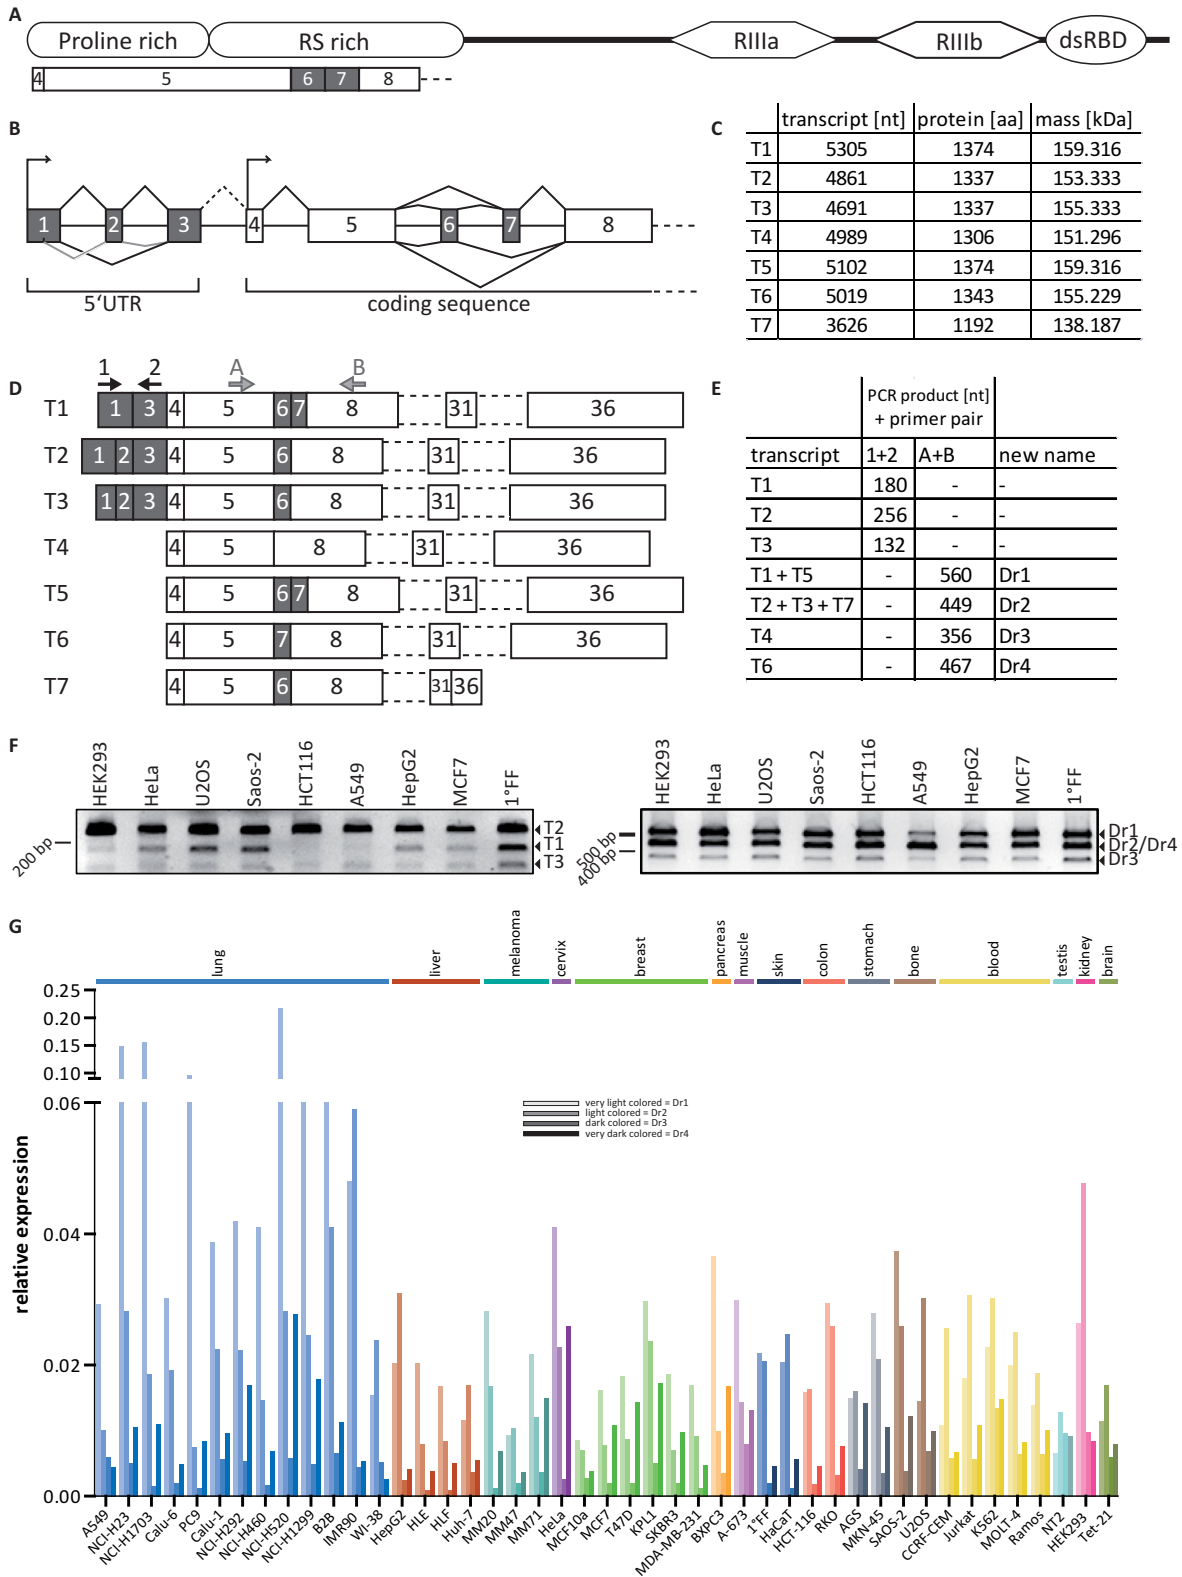 A
Proline rich RS rich RIIIa RIIIb dsRBD
4 5 6 7 8
B
1 2 3 4 5 6 7 8
5‘UTR coding sequence
C
transcript [nt] protein [aa] mass [kDa]
T1 5305 1374 159.316
T2 4861 1337 153.333
T3 4691 1337 155.333
T4 4989 1306 151.296
T5 5102 1374 159.316
T6 5019 1343 155.229
T7 3626 1192 138.187
D
1 2 A B
T1 1 3 4 5 6 7 8 31 36
T2 1 2 3 4 5 6 8 31 36
T3 1 2 3 4 5 6 8 31 36
T4 4 5 8 31 36
T5 4 5 6 7 8 31 36
T6 4 5 7 8 31 36
T7 4 5 6 8 31 36
E
PCR product [nt]
+ primer pair
transcript 1+2 A+B new name
T1 180 - -
T2 256 - -
T3 132 - -
T1 + T5 - 560 Dr1
T2 + T3 + T7 - 449 Dr2
T4 - 356 Dr3
T6 - 467 Dr4
F
HEK293 HeLa U2OS Saos-2 HCT116 A549 HepG2 MCF7 1°FF
200 bp
T2
T1
T3
HEK293 HeLa U2OS Saos-2 HCT116 A549 HepG2 MCF7 1°FF
500 bp
400 bp
Dr1
Dr2/Dr4
Dr3
G
lung liver melanoma cervix breast pancreas muscle skin colon stomach bone blood testis kidney brain
0.25
0.20
0.15
0.10
0.06
0.04
0.02
0.00
relative expression
very light colored = Dr1
light colored = Dr2
dark colored = Dr3
very dark colored = Dr4
A549 NCI-H23 NCI-H1703 Calu-6 PC9 Calu-1 NCI-H292 NCI-H460 NCI-H520 NCI-H1299 B2B IMR90 WI-38 HepG2 HLE HLF Huh-7 MM20 MM47 MM71 HeLa MCF10a MCF7 T47D KPL1 SKBR3 MDA-MB-231 BXPC3 A-673 1°FF HaCaT HCT-116 RKO AGS MKN-45 SAOS-2 U2OS CCRF-CEM Jurkat K562 MOLT-4 Ramos NT2 HEK293 Tet-21